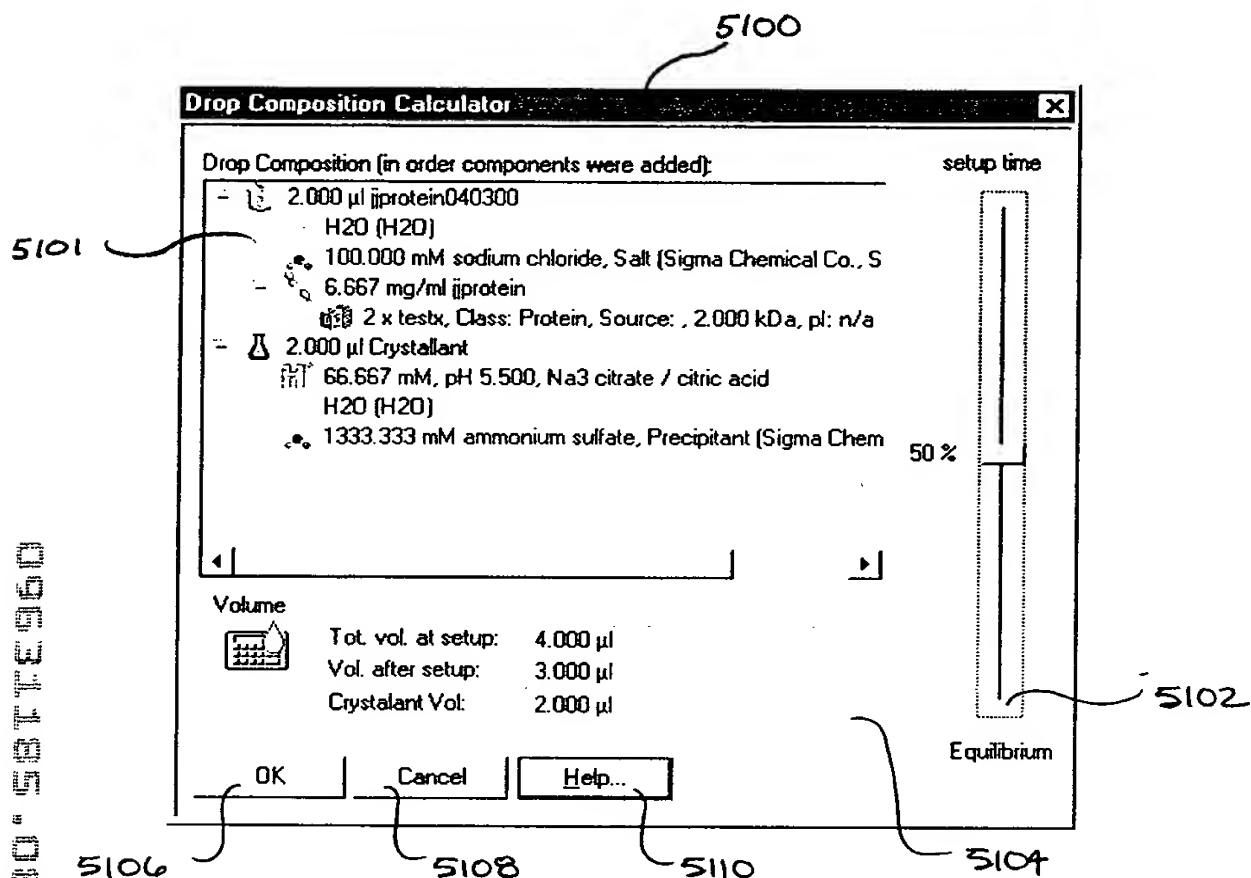 5100
Drop Composition Calculator
Drop Composition (in order components were added):
setup time
2.000 µl jjprotein040300
H2O (H2O)
5101
100.000 mM sodium chloride, Salt (Sigma Chemical Co., S
6.667 mg/ml jjprotein
2 x testx, Class: Protein, Source: , 2.000 kDa, pI: n/a
2.000 µl Crystallant
66.667 mM, pH 5.500, Na3 citrate / citric acid
H2O (H2O)
1333.333 mM ammonium sulfate, Precipitant (Sigma Chem
50 %
Volume
Tot. vol. at setup: 4.000 µl
Vol. after setup: 3.000 µl
Crystalant Vol: 2.000 µl
5102
Equilibrium
OK Cancel Help...
5106 5108 5110 5104